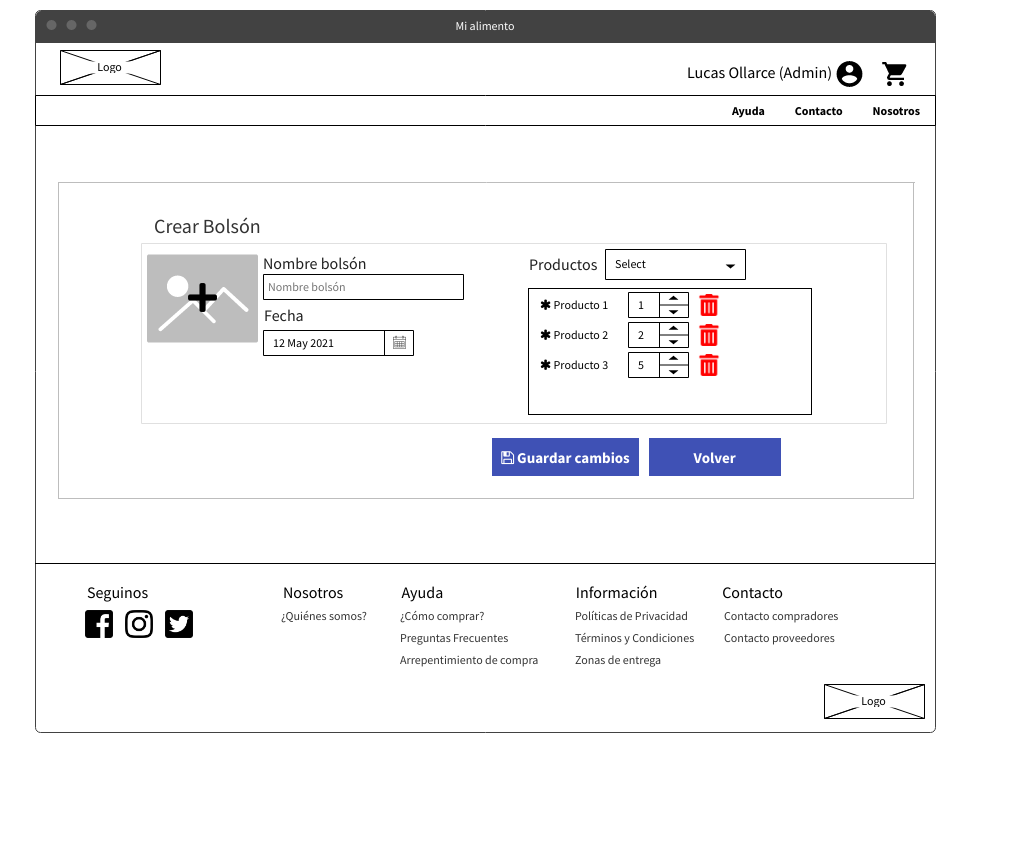 Mi alimento
Logo
Lucas Ollarce (Admin)
Ayuda Contacto Nosotros
Crear Bolsón
Nombre bolsón
Nombre bolsón
Fecha
12 May 2021
Productos Select
✱ Producto 1 1
✱ Producto 2 2
✱ Producto 3 5
Guardar cambios Volver
Seguinos
Nosotros
¿Quiénes somos?
Ayuda
¿Cómo comprar?
Preguntas Frecuentes
Arrepentimiento de compra
Información
Políticas de Privacidad
Términos y Condiciones
Zonas de entrega
Contacto
Contacto compradores
Contacto proveedores
Logo